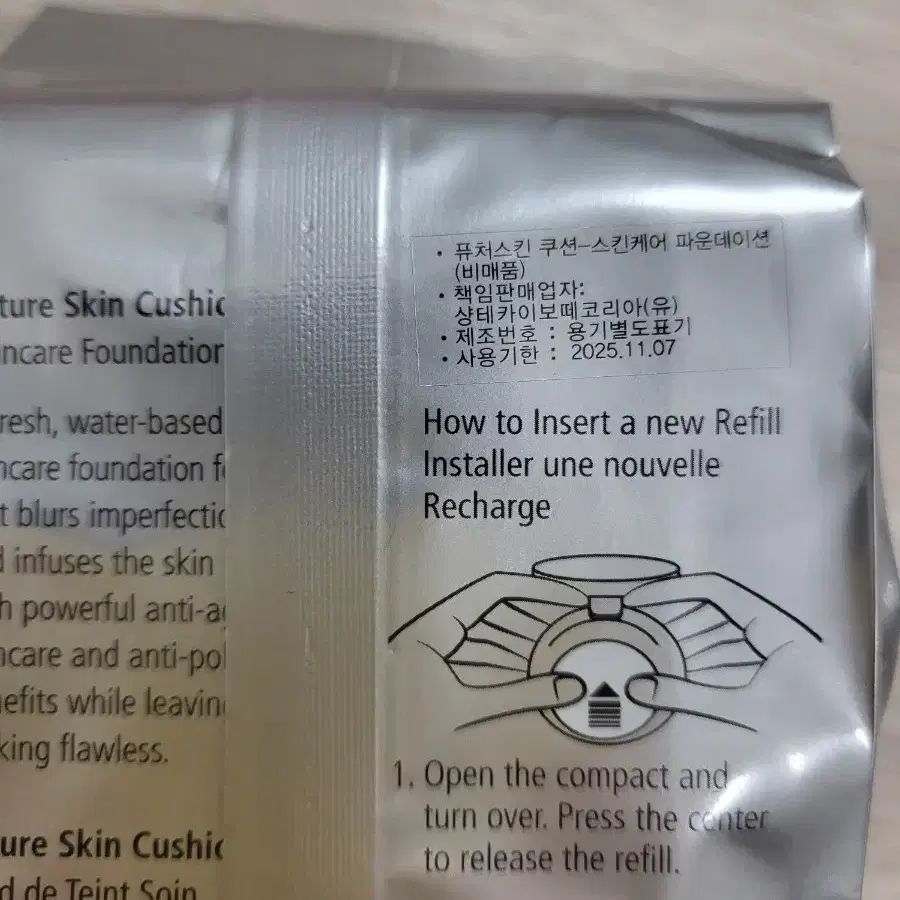 ture Skin Cushic
ncare Foundation
resh, water-based
ncare foundation f
t blurs imperfectic
d infuses the skin
h powerful anti-a
ncare and anti-pol
nefits while leavin
king flawless.
ure Skin Cushic
d de Teint Soin
• 퓨처스킨 쿠션-스킨케어 파운데이션
(비매품)
• 책임판매업자:
샹테카이보떼코리아(유)
• 제조번호 : 용기별도표기
• 사용기한 : 2025.11.07
How to Insert a new Refill
Installer une nouvelle
Recharge
1. Open the compact and
turn over. Press the center
to release the refill.